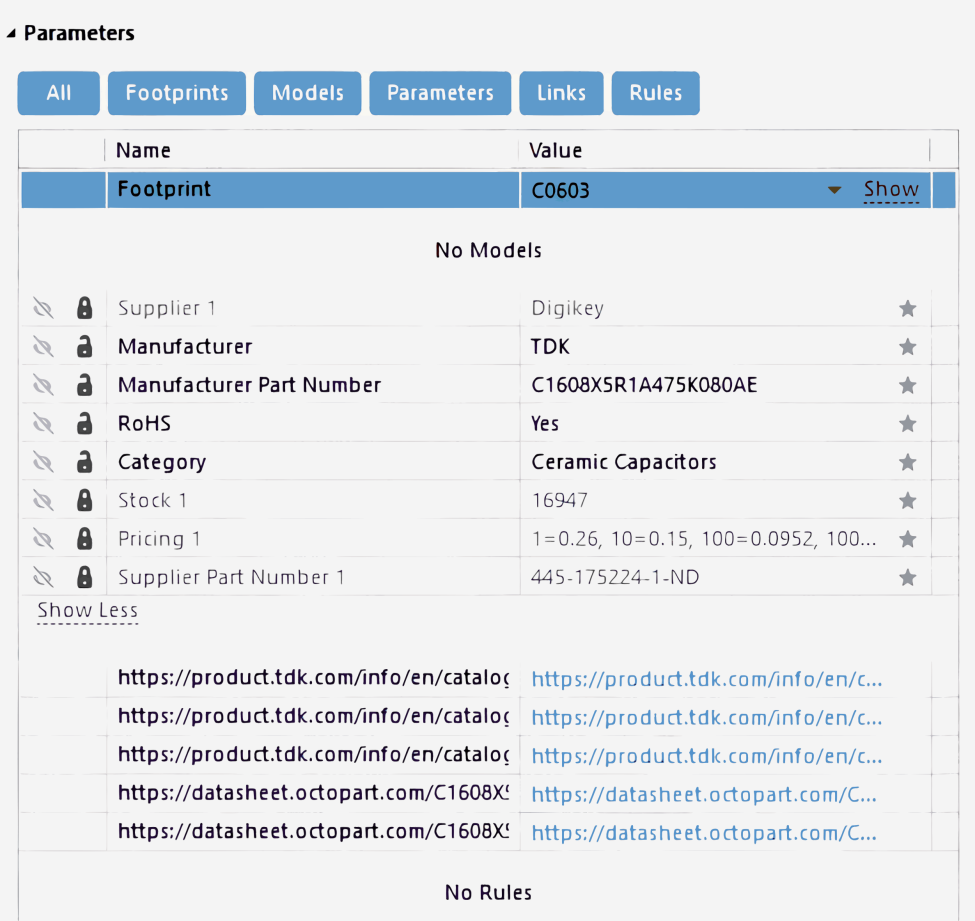 Parameters
All Footprints Models Parameters Links Rules
Name Value
Footprint C0603 Show
No Models
Supplier 1 Digikey
Manufacturer TDK
Manufacturer Part Number C1608X5R1A475K080AE
RoHS Yes
Category Ceramic Capacitors
Stock 1 16947
Pricing 1 1=0.26, 10=0.15, 100=0.0952, 100...
Supplier Part Number 1 445-175224-1-ND
Show Less
https://product.tdk.com/info/en/catalog https://product.tdk.com/info/en/c...
https://product.tdk.com/info/en/catalog https://product.tdk.com/info/en/c...
https://product.tdk.com/info/en/catalog https://product.tdk.com/info/en/c...
https://datasheet.octopart.com/C1608X5 https://datasheet.octopart.com/C...
https://datasheet.octopart.com/C1608X5 https://datasheet.octopart.com/C...
No Rules